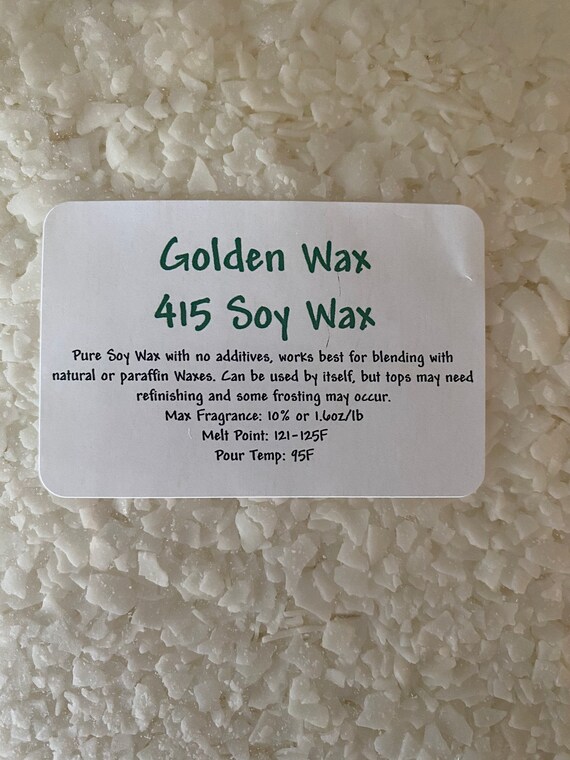 Golden Wax
415 Soy Wax
Pure Soy Wax with no additives, works best for blending with
natural or paraffin Waxes. Can be used by itself, but tops may need
refinishing and some frosting may occur.
Max Fragrance: 10% or 1.6oz/lb
Melt Point: 121-125F
Pour Temp: 95F